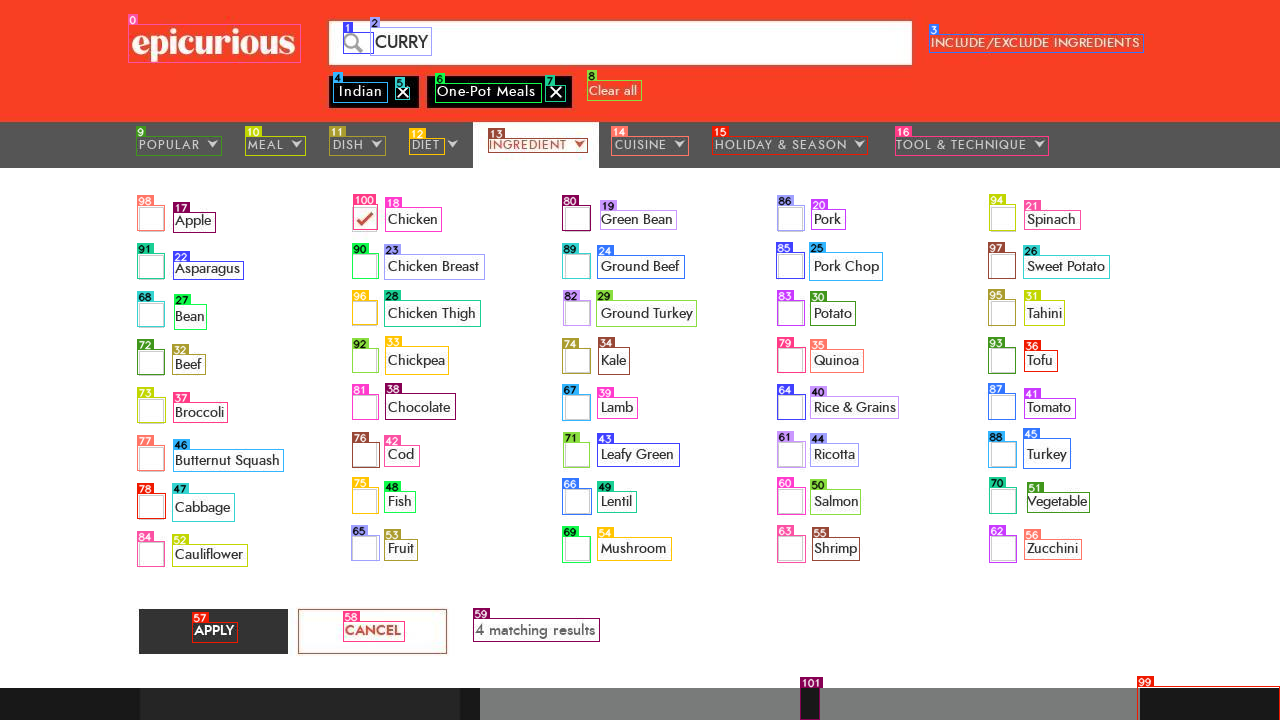 epicurious
CURRY
INCLUDE/EXCLUDE INGREDIENTS
Indian
One-Pot Meals
Clear all
POPULAR
MEAL
DISH
DIET
INGREDIENT
CUISINE
HOLIDAY & SEASON
TOOL & TECHNIQUE
Apple
Asparagus
Bean
Beef
Broccoli
Butternut Squash
Cabbage
Cauliflower
Chicken
Chicken Breast
Chicken Thigh
Chickpea
Chocolate
Cod
Fish
Fruit
Green Bean
Ground Beef
Ground Turkey
Kale
Lamb
Leafy Green
Lentil
Mushroom
Pork
Pork Chop
Potato
Quinoa
Rice & Grains
Ricotta
Salmon
Shrimp
Spinach
Sweet Potato
Tahini
Tofu
Tomato
Turkey
Vegetable
Zucchini
APPLY
CANCEL
4 matching results
0
1
2
3
4
5
6
7
8
9
10
11
12
13
14
15
16
98
17
100
18
80
19
86
20
94
21
91
22
90
23
89
24
85
25
97
26
68
27
96
28
82
29
83
30
95
31
72
32
92
33
74
34
79
35
93
36
73
37
81
38
67
39
64
40
87
41
77
46
76
42
71
43
61
44
88
45
78
47
75
48
66
49
60
50
70
51
84
52
65
53
69
54
63
55
62
56
57
58
59
101
99